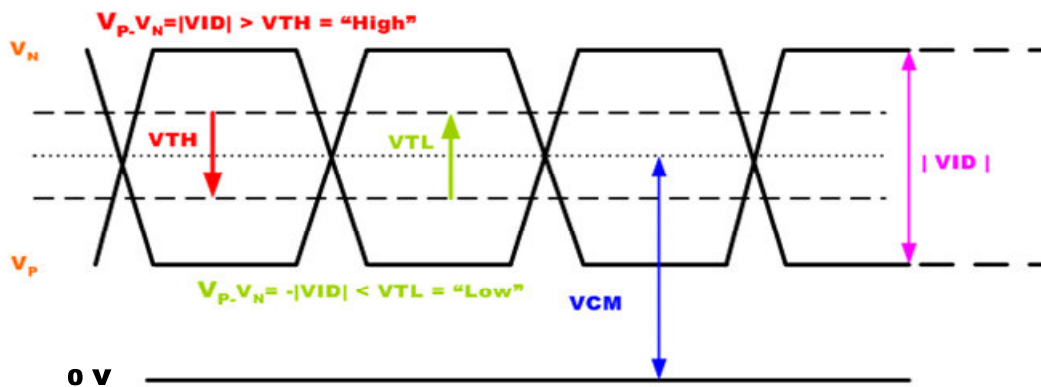 VP-VN=|VID| > VTH = “High”
VN
VTH
VTL
| VID |
VP
VP-VN= -|VID| < VTL = “Low”
VCM
0 V